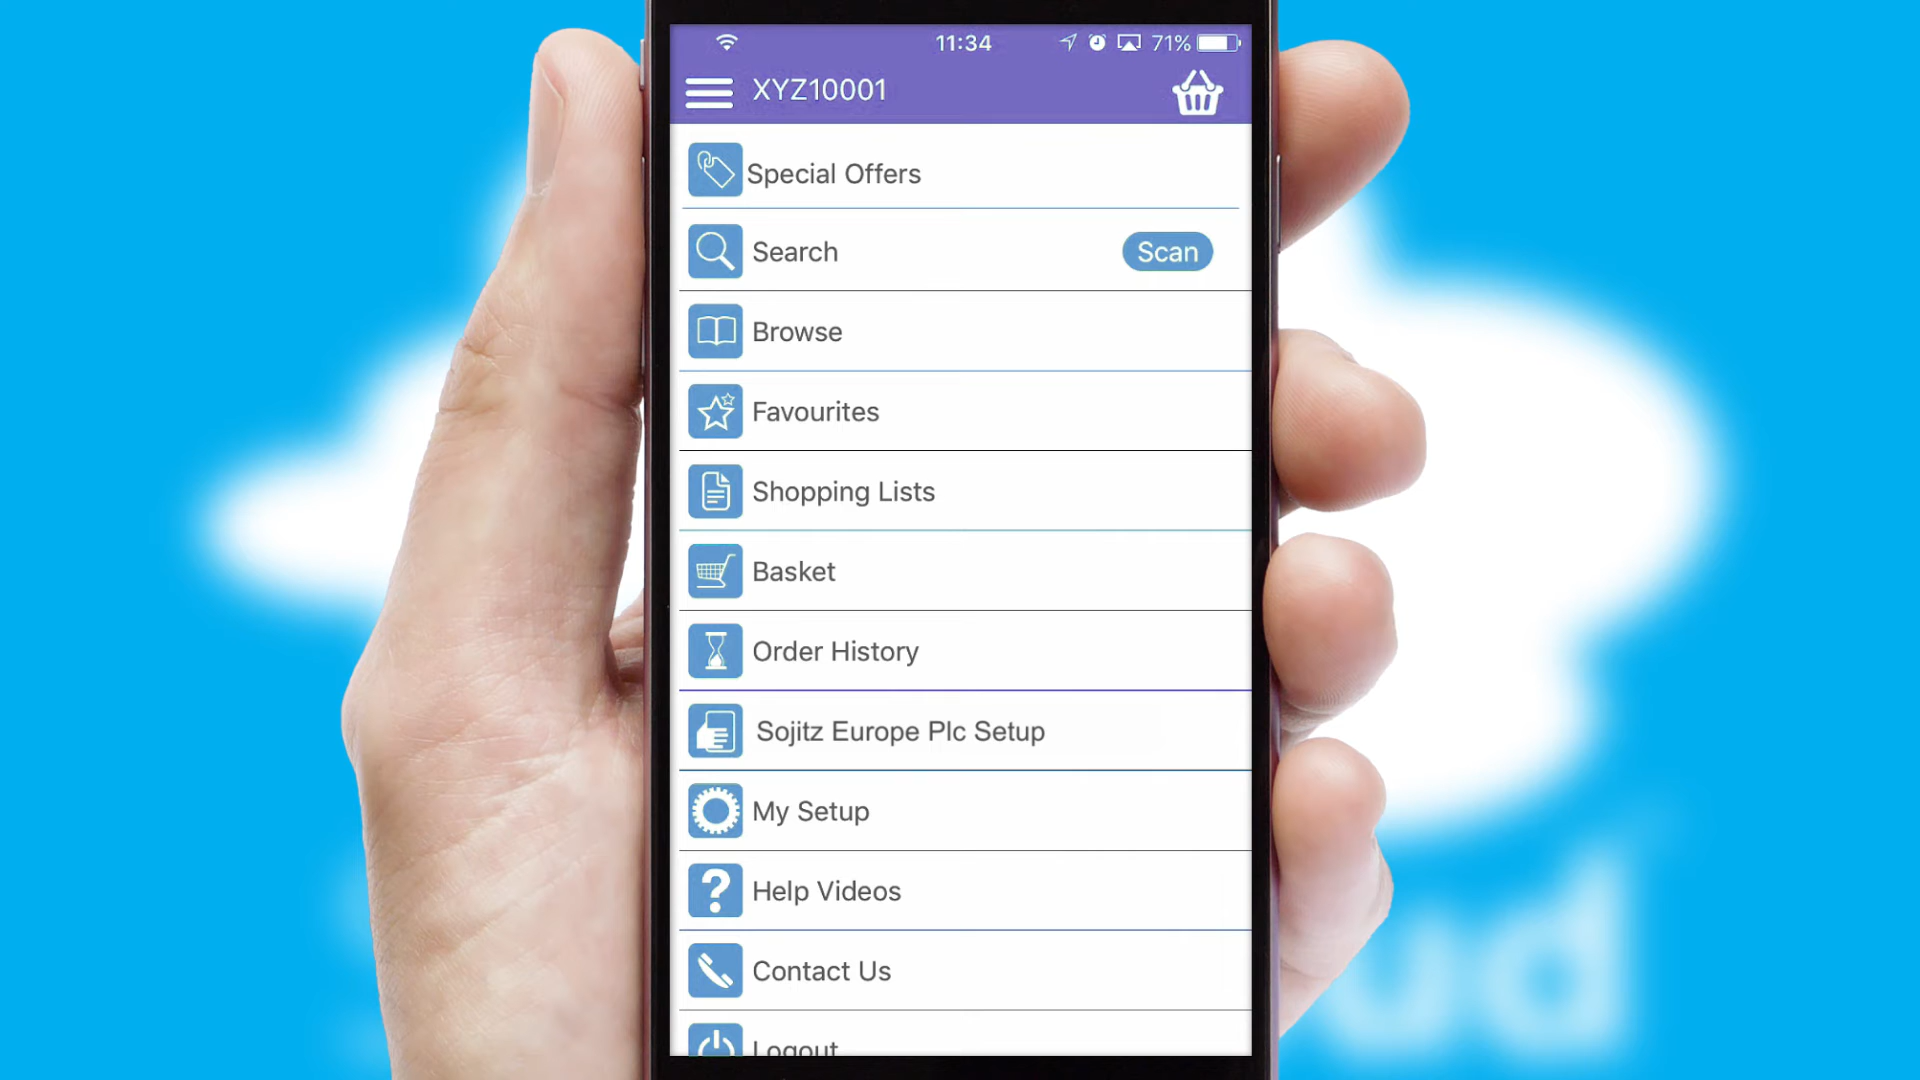 11:34
71%
XYZ10001
Special Offers
Search
Scan
Browse
Favourites
Shopping Lists
Basket
Order History
Sojitz Europe Plc Setup
My Setup
Help Videos
Contact Us
Logout